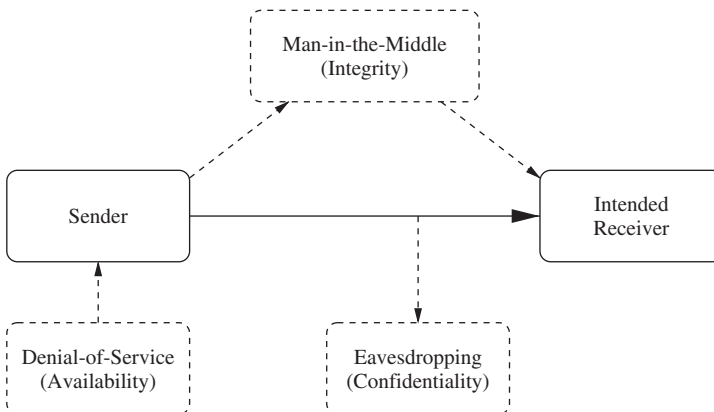 Man-in-the-Middle
(Integrity)
Sender
Intended
Receiver
Denial-of-Service
(Availability)
Eavesdropping
(Confidentiality)